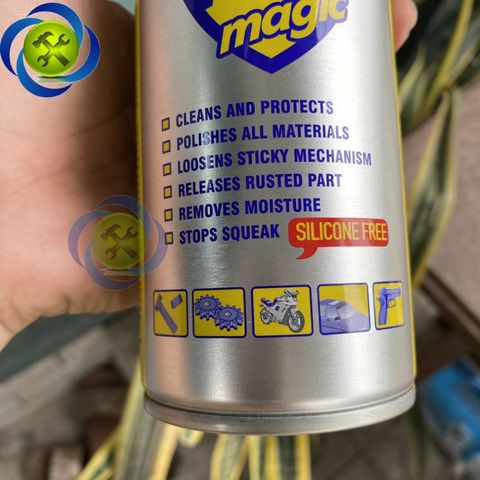 magic
CLEANS AND PROTECTS
POLISHES ALL MATERIALS
LOOSENS STICKY MECHANISM
RELEASES RUSTED PART
REMOVES MOISTURE
STOPS SQUEAK SILICONE FREE